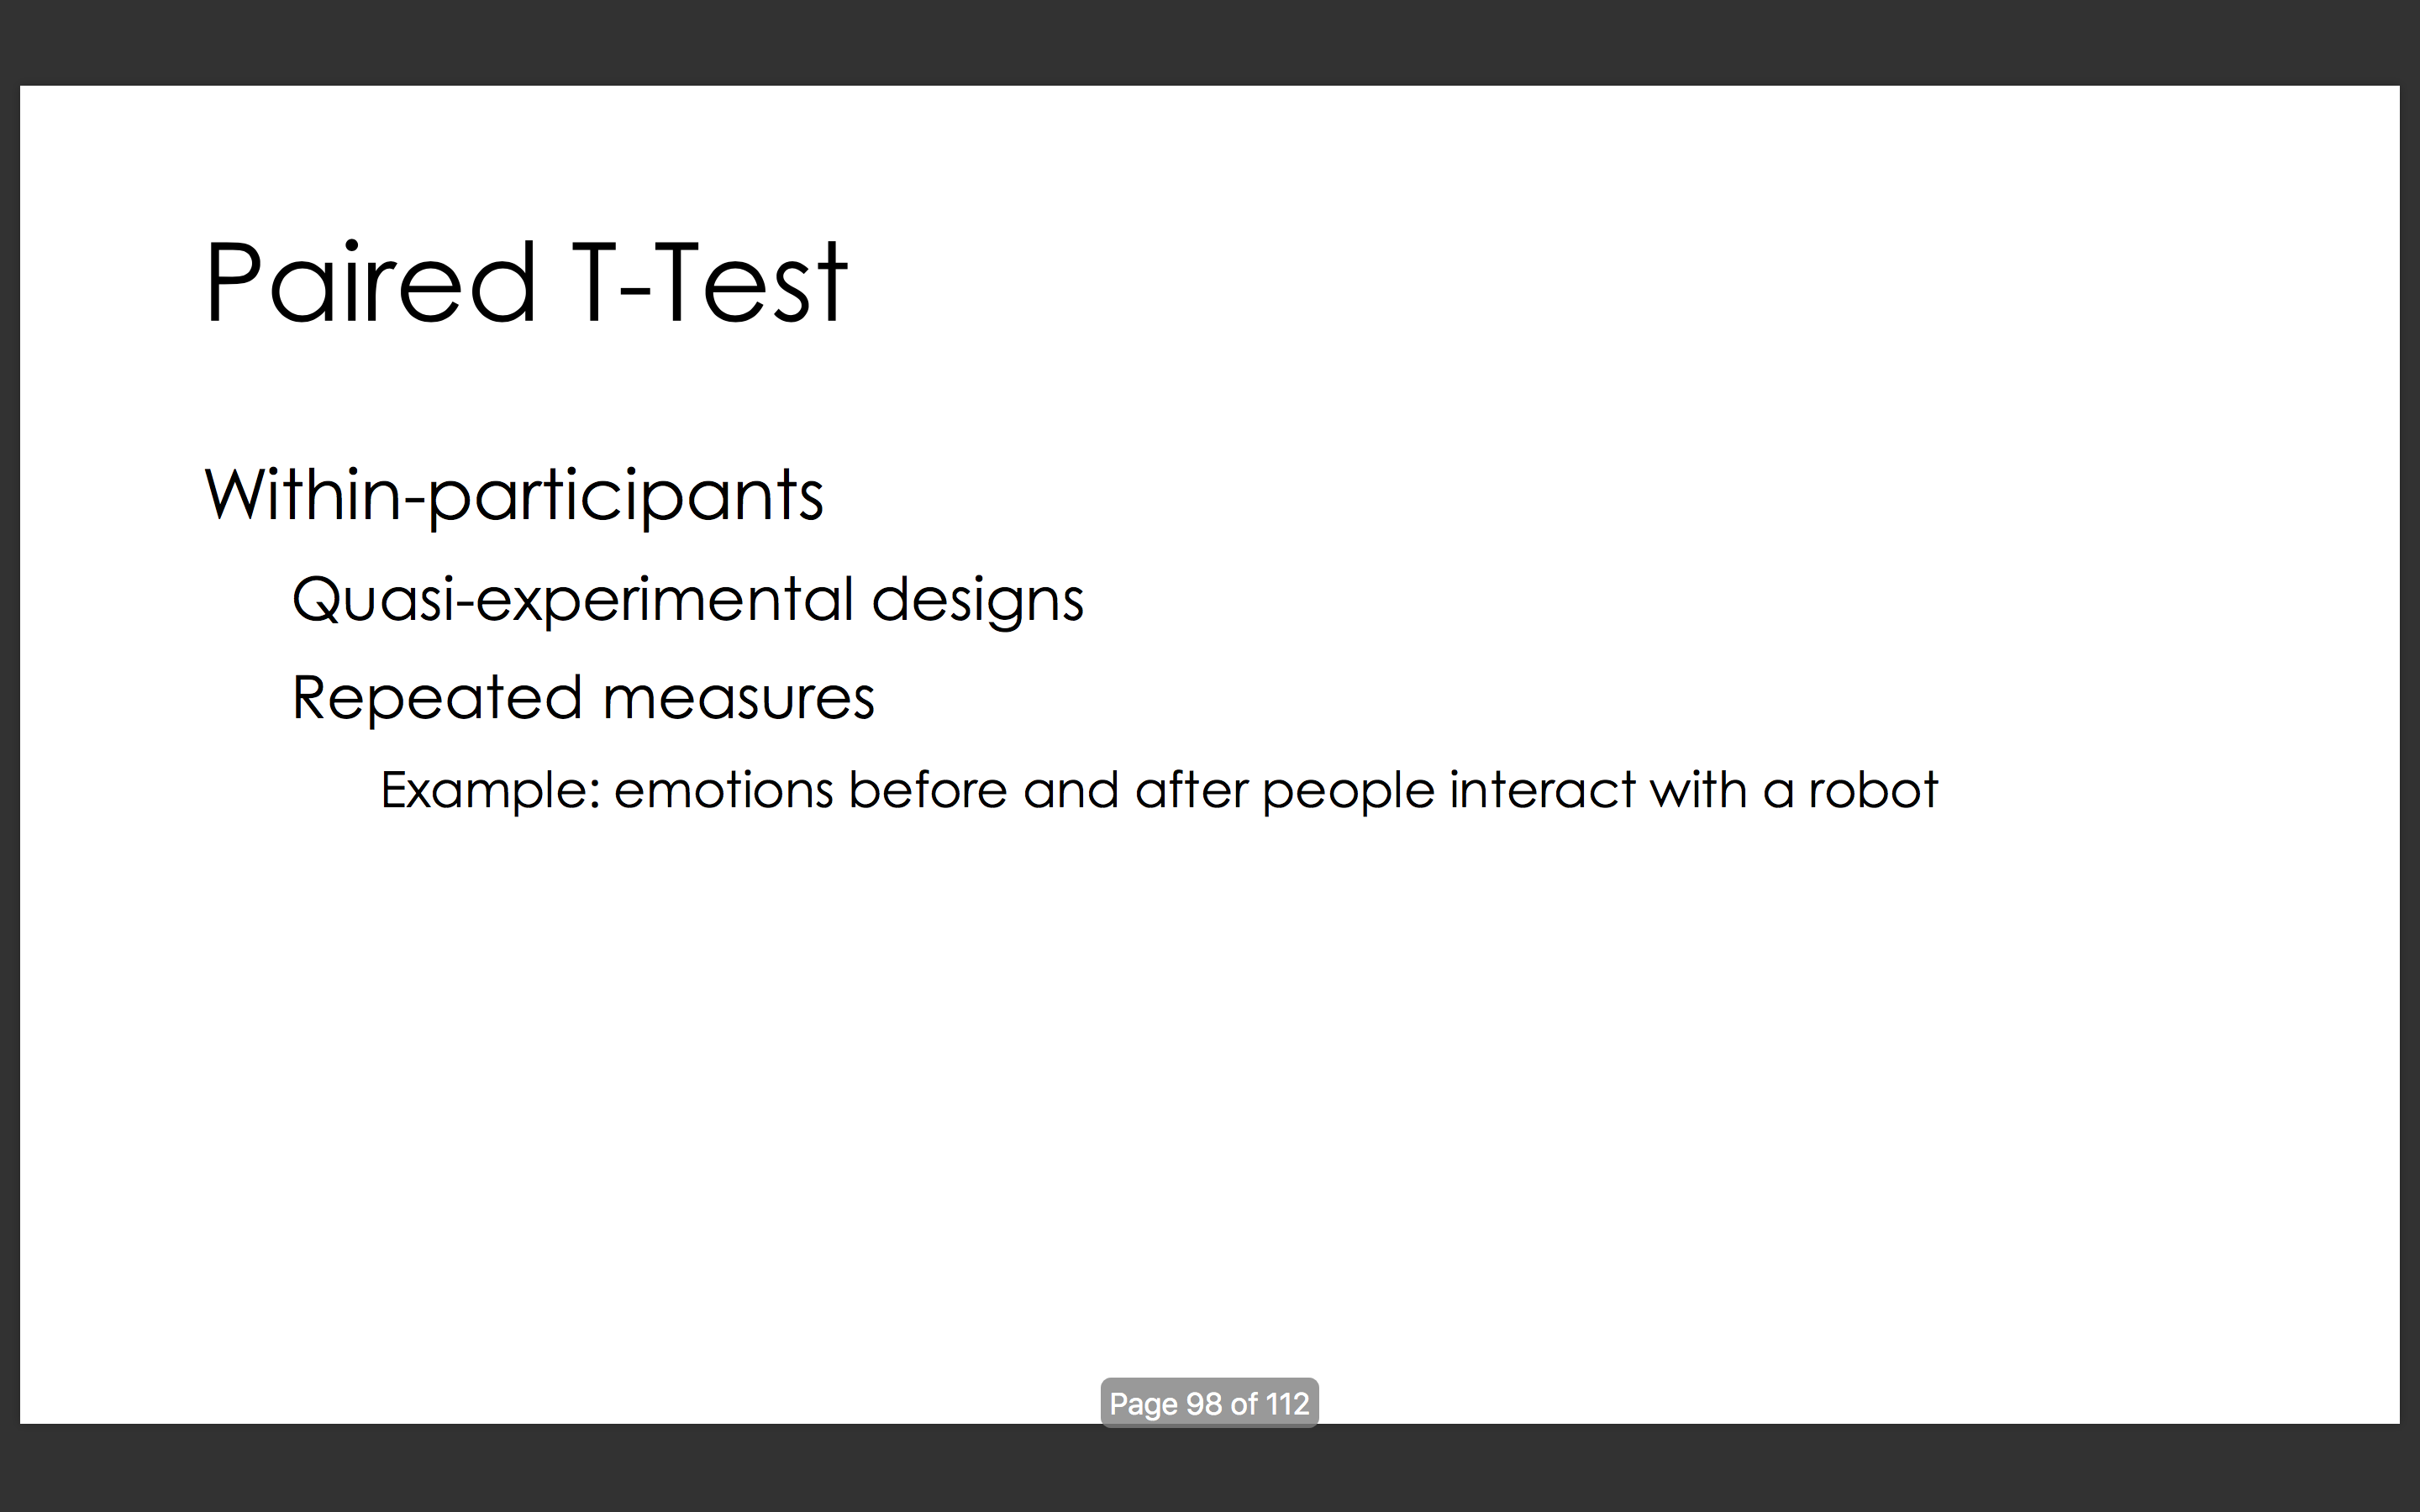 Paired T-Test
Within-participants
Quasi-experimental designs
Repeated measures
Example: emotions before and after people interact with a robot
Page 98 of 112